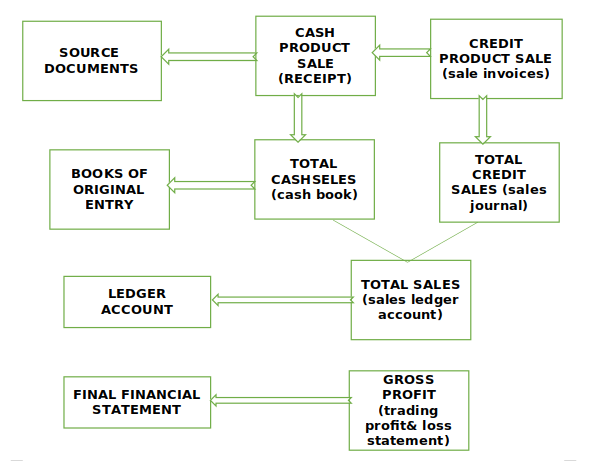 SOURCE
DOCUMENTS
CASH
PRODUCT
SALE
(RECEIPT)
CREDIT
PRODUCT SALE
(sale invoices)
BOOKS OF
ORIGINAL
ENTRY
TOTAL
CASHSELES
(cash book)
TOTAL
CREDIT
SALES (sales
journal)
LEDGER
ACCOUNT
TOTAL SALES
(sales ledger
account)
FINAL FINANCIAL
STATEMENT
GROSS
PROFIT
(trading
profit& loss
statement)